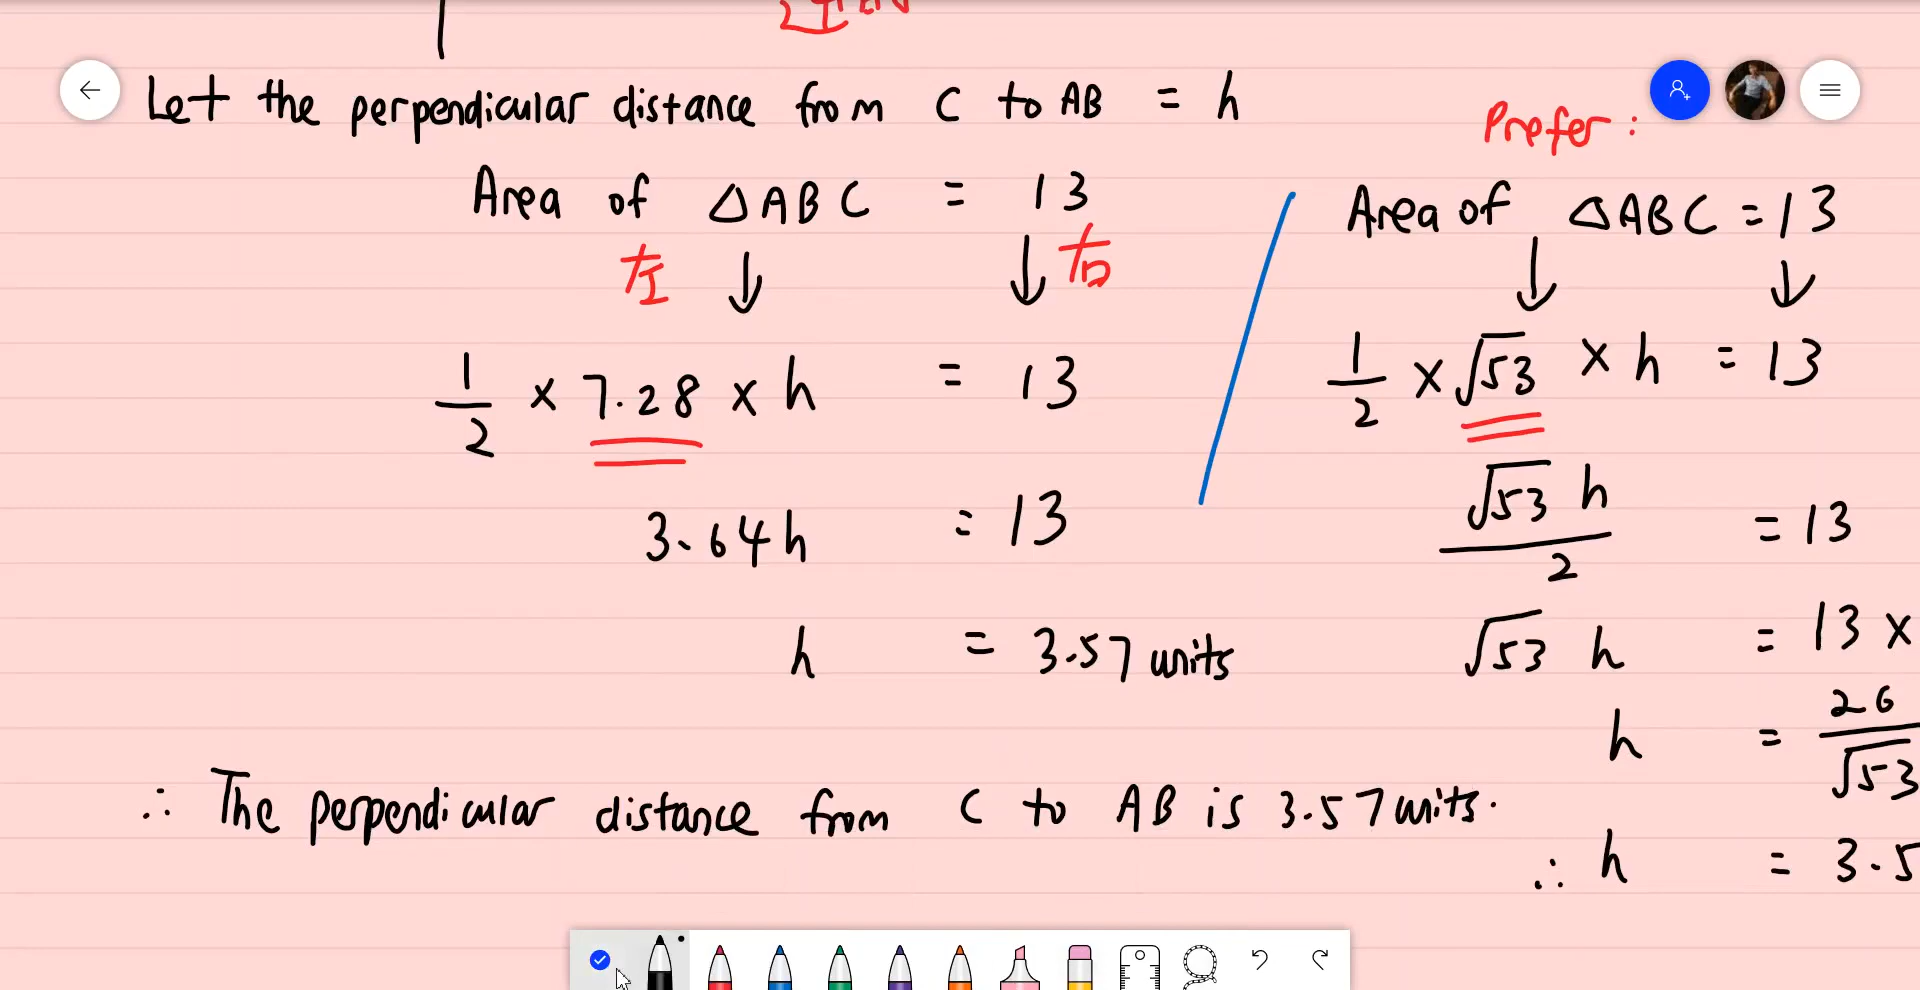 Let the perpendicular distance from C to AB = h
Prefer:
Area of △ABC = 13
左 ↓ ↓ 右
1/2 × 7.28 × h = 13
3.64h = 13
h = 3.57 units
∴ The perpendicular distance from C to AB is 3.57 units.
Area of △ABC = 13
↓ ↓
1/2 × √53 × h = 13
√53 h / 2 = 13
√53 h = 13 ×
h = 26/√53
∴ h = 3.5